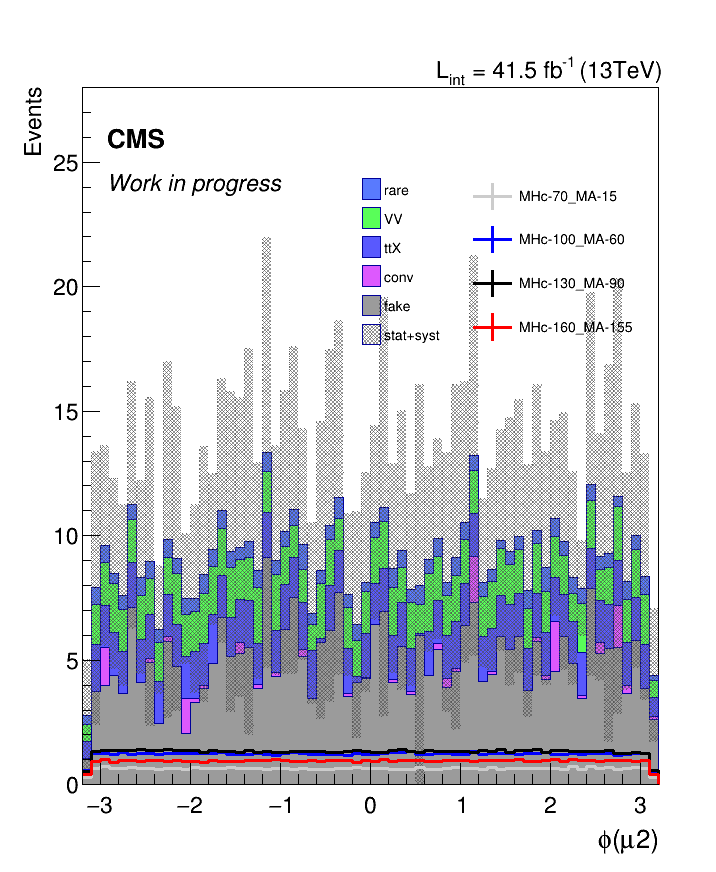 L_int = 41.5 fb^-1 (13TeV)
Events
CMS
Work in progress
rare
VV
ttX
conv
fake
stat+syst
MHc-70_MA-15
MHc-100_MA-60
MHc-130_MA-90
MHc-160_MA-155
25
20
15
10
5
0
−3 −2 −1 0 1 2 3
ϕ(μ2)